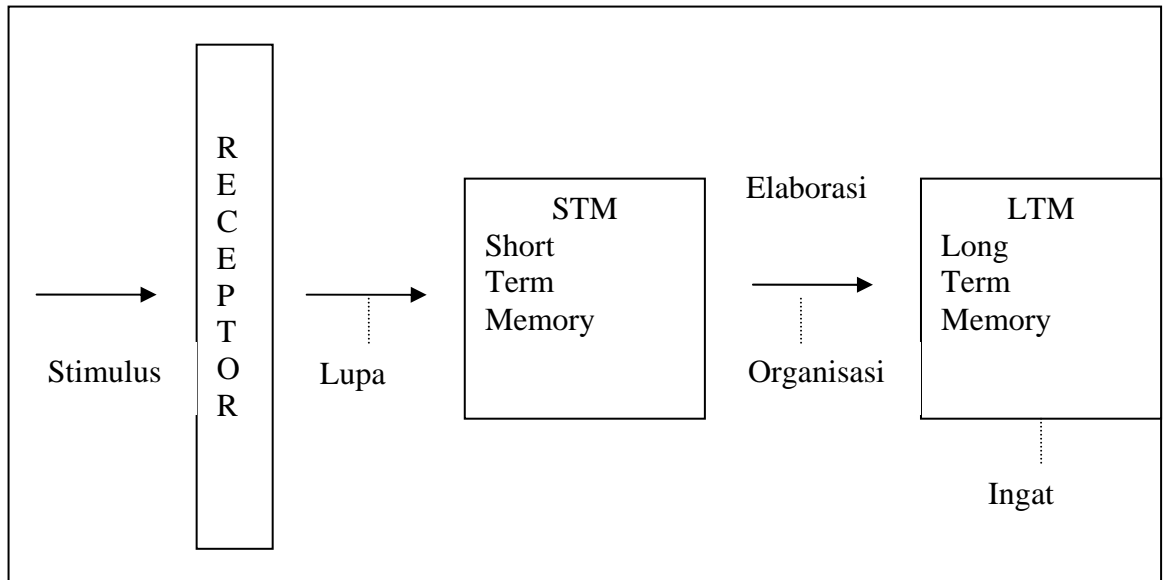 Stimulus
R
E
C
E
P
T
O
R
Lupa
STM
Short
Term
Memory
Elaborasi
Organisasi
LTM
Long
Term
Memory
Ingat